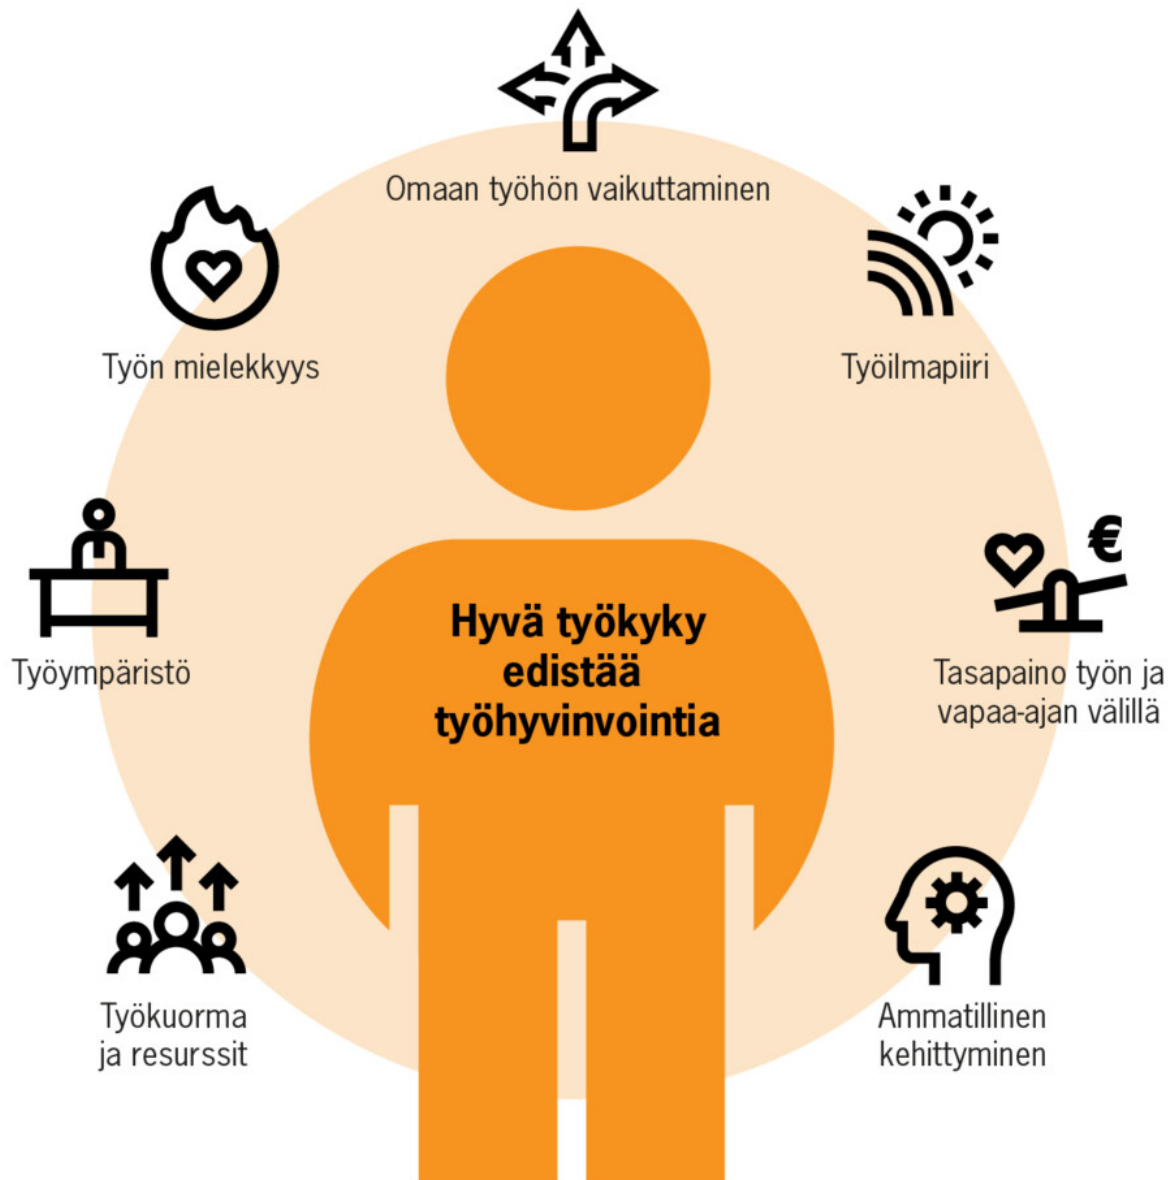 Omaan työhön vaikuttaminen
Työn mielekkyys
Työilmapiiri
€
Hyvä työkyky
edistää
työhyvinvointia
Työympäristö
Tasapaino työn ja
vapaa-ajan välillä
Työkuorma
ja resurssit
Ammatillinen
kehittyminen